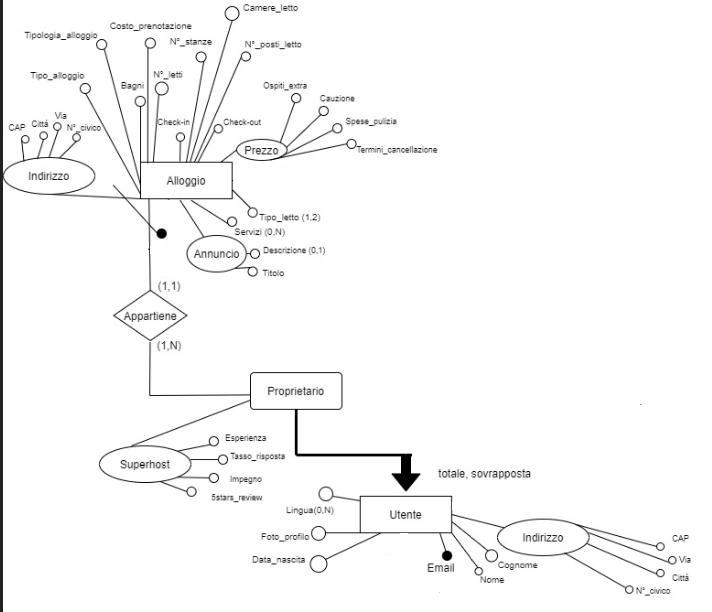 Camere_letto
Costo_prenotazione
Tipologia_alloggio
N°_stanze
N°_posti_letto
Tipo_alloggio
Bagni
N°_letti
Ospiti_extra
Cauzione
Spese_pulizia
Termini_cancellazione
Check-in
Check-out
CAP
Città
Via
N°_civico
Prezzo
Indirizzo
Alloggio
Tipo_letto (1,2)
Servizi (0,N)
Annuncio
Descrizione (0,1)
Titolo
(1,1)
Appartiene
(1,N)
Proprietario
Superhost
Esperienza
Tasso_risposta
Impegno
5stars_review
totale, sovrapposta
Lingua(0,N)
Utente
Foto_profilo
Data_nascita
Email
Nome
Cognome
Indirizzo
CAP
Via
Città
N°_civico